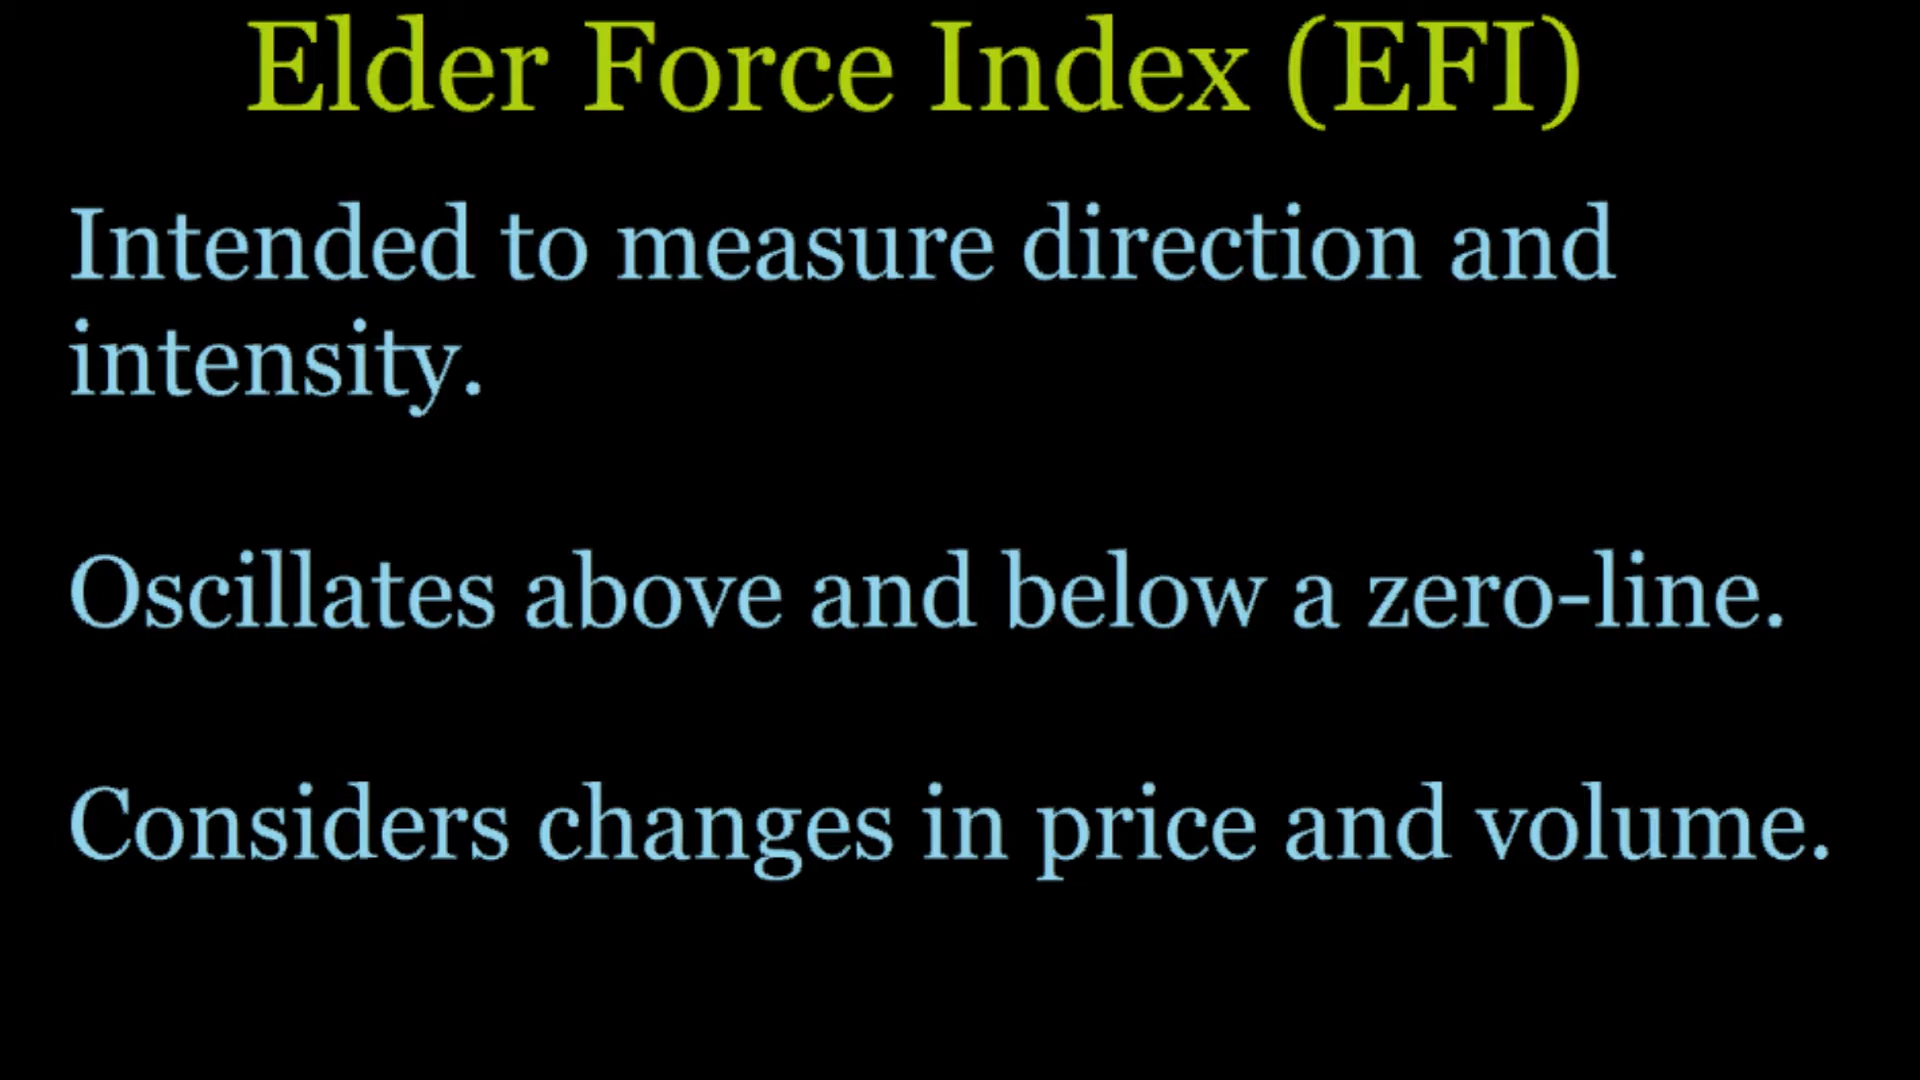 Elder Force Index (EFI)
Intended to measure direction and
intensity.
Oscillates above and below a zero-line.
Considers changes in price and volume.